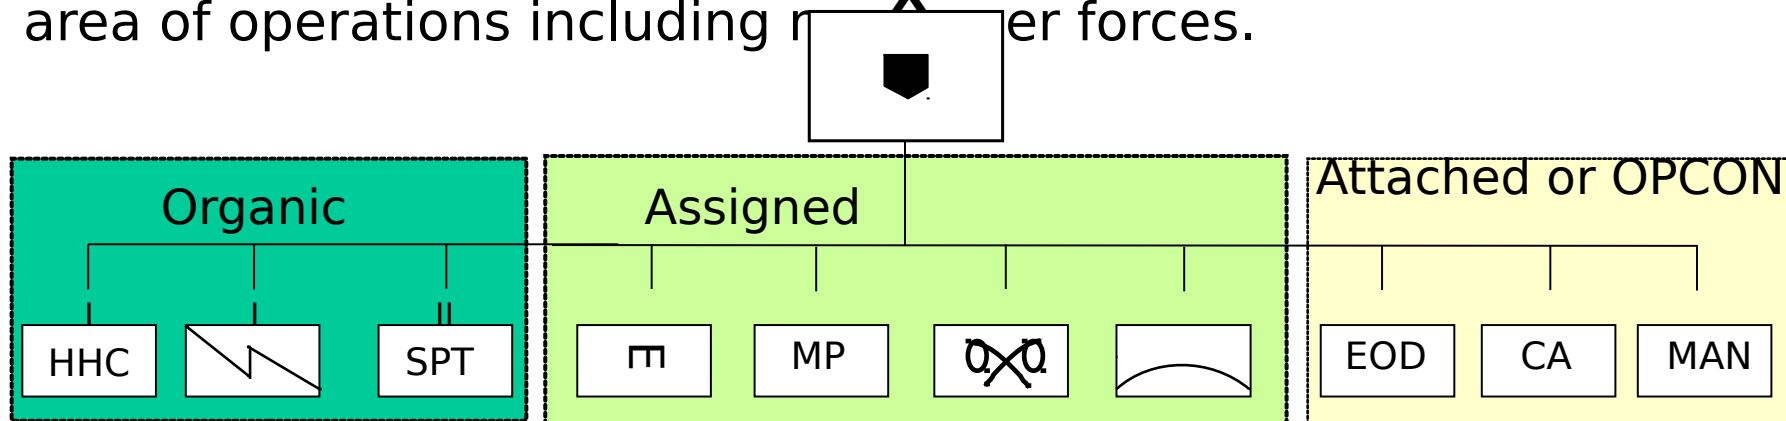 area of operations including er forces.
Attached or OPCON
Organic
Assigned
HHC
SPT
MP
EOD
CA
MAN